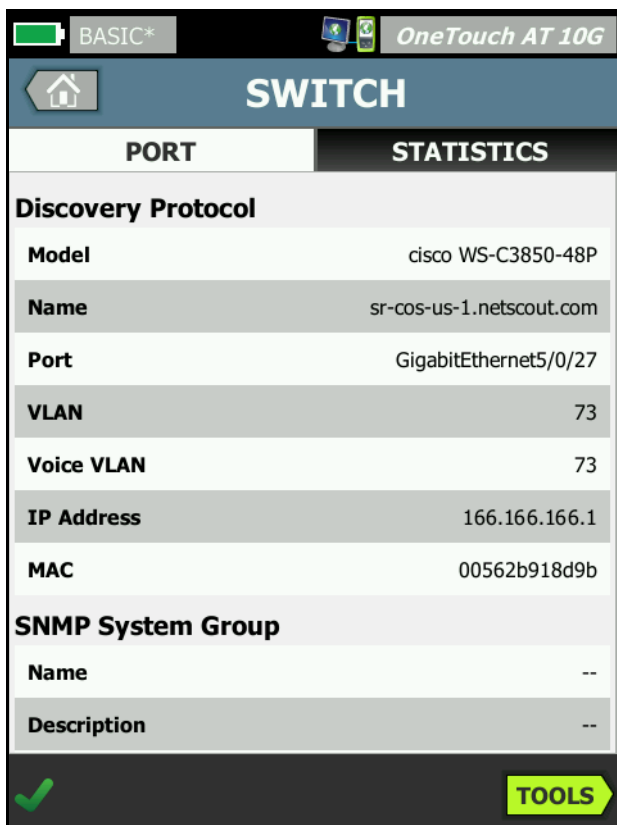 BASIC* OneTouch AT 10G
SWITCH
PORT STATISTICS
Discovery Protocol
Model cisco WS-C3850-48P
Name sr-cos-us-1.netscout.com
Port GigabitEthernet5/0/27
VLAN 73
Voice VLAN 73
IP Address 166.166.166.1
MAC 00562b918d9b
SNMP System Group
Name --
Description --
TOOLS